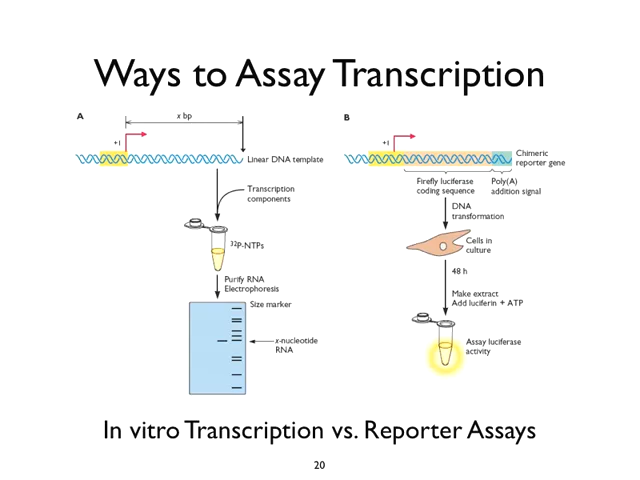 Ways to Assay Transcription
A
x bp
+1
Linear DNA template
Transcription
components
32P-NTPs
Purify RNA
Electrophoresis
Size marker
x-nucleotide
RNA
B
+1
Chimeric
reporter gene
Firefly luciferase
coding sequence
Poly(A)
addition signal
DNA
transformation
Cells in
culture
48 h
Make extract
Add luciferin + ATP
Assay luciferase
activity
In vitro Transcription vs. Reporter Assays
20